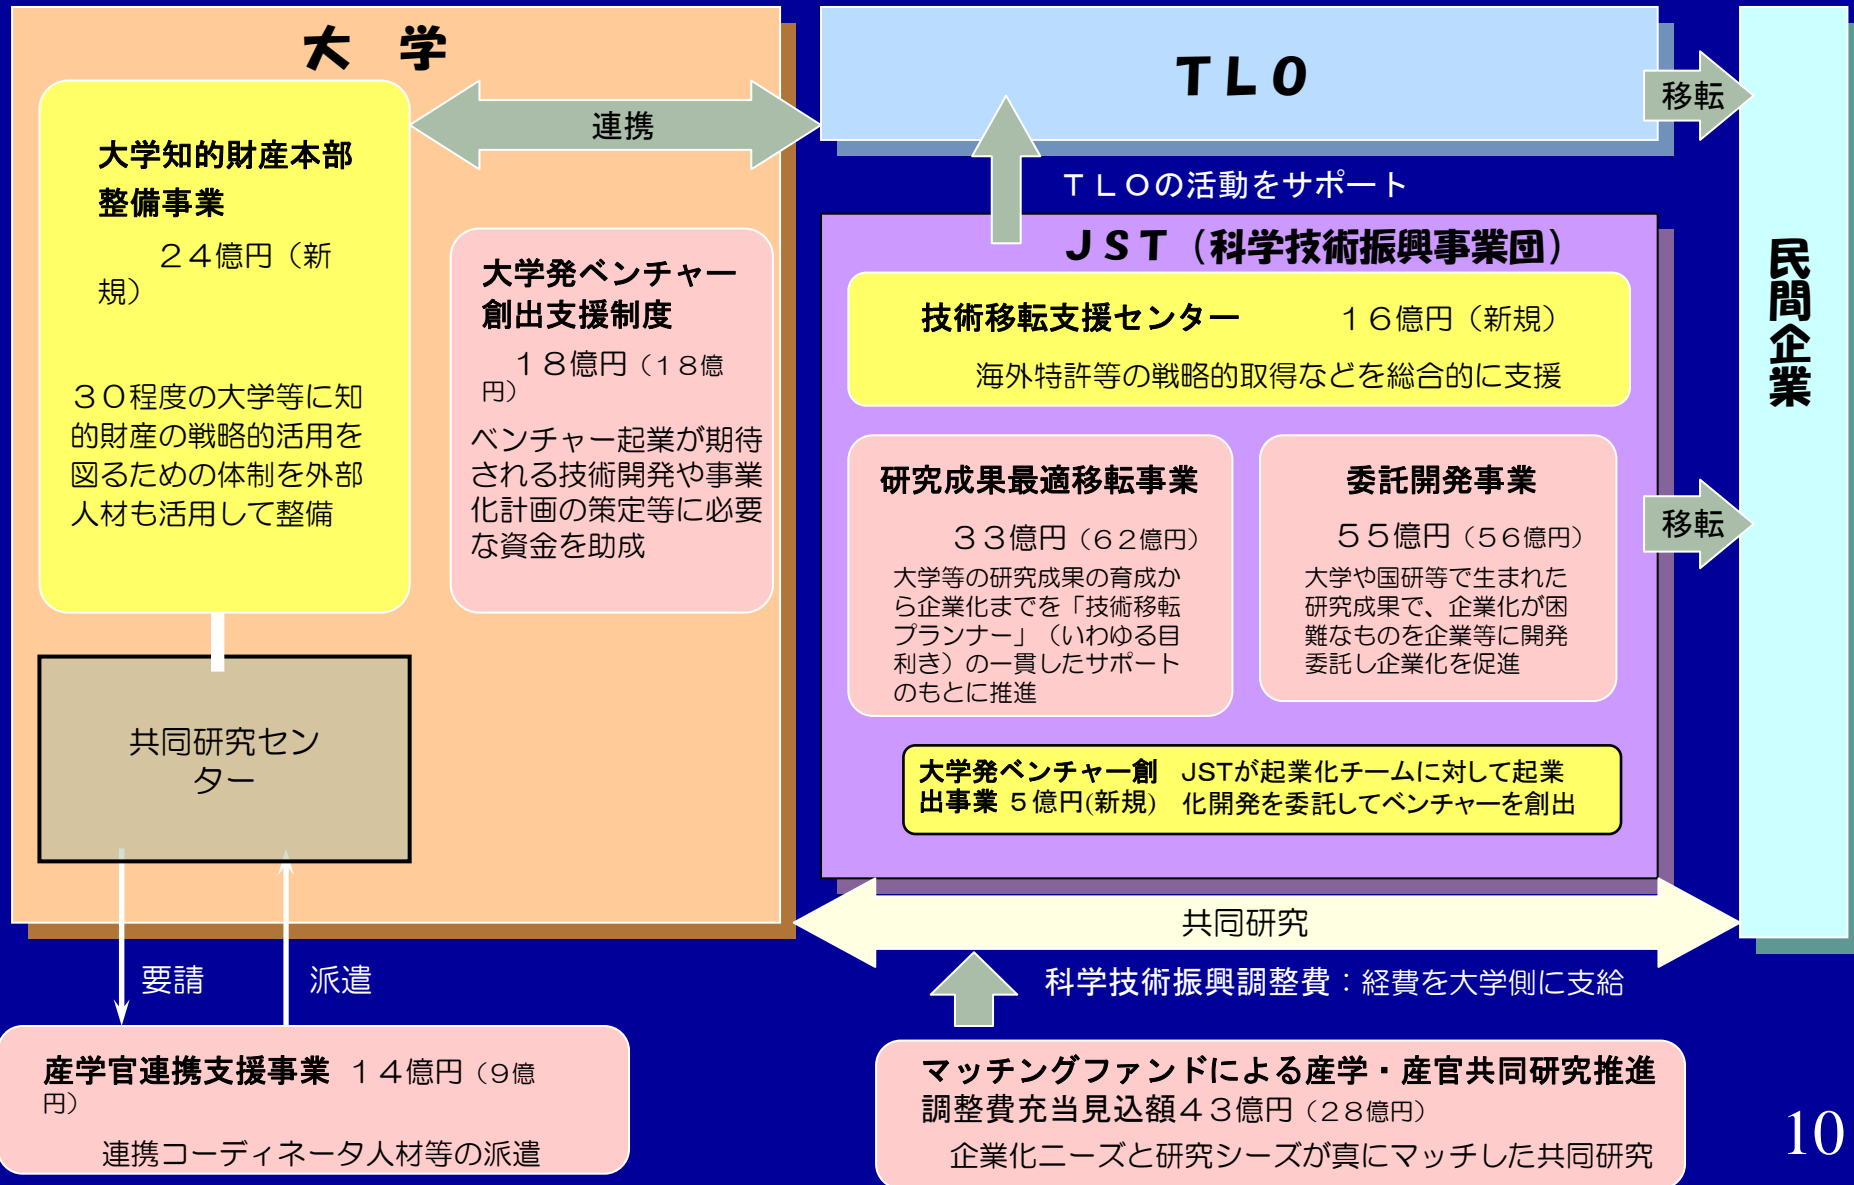 大　学
大学知的財産本部
整備事業
２４億円（新
規）
３０程度の大学等に知
的財産の戦略的活用を
図るための体制を外部
人材も活用して整備
連携
大学発ベンチャー
創出支援制度
１８億円（１８億
円）
ベンチャー起業が期待
される技術開発や事業
化計画の策定等に必要
な資金を助成
共同研究セン
ター
要請
派遣
産学官連携支援事業　１４億円（９億
円）
連携コーディネータ人材等の派遣
ＴＬＯ
移転
ＴＬＯの活動をサポート
ＪＳＴ（科学技術振興事業団）
技術移転支援センター　１６億円（新規）
海外特許等の戦略的取得などを総合的に支援
研究成果最適移転事業
３３億円（６２億円）
大学等の研究成果の育成か
ら企業化までを「技術移転
プランナー」（いわゆる目
利き）の一貫したサポート
のもとに推進
委託開発事業
５５億円（５６億円）
大学や国研等で生まれた
研究成果で、企業化が困
難なものを企業等に開発
委託し企業化を促進
移転
大学発ベンチャー創
出事業 ５億円(新規)
JSTが起業化チームに対して起業
化開発を委託してベンチャーを創出
民間企業
共同研究
科学技術振興調整費：経費を大学側に支給
マッチングファンドによる産学・産官共同研究推進
調整費充当見込額４３億円（２８億円）
企業化ニーズと研究シーズが真にマッチした共同研究
10